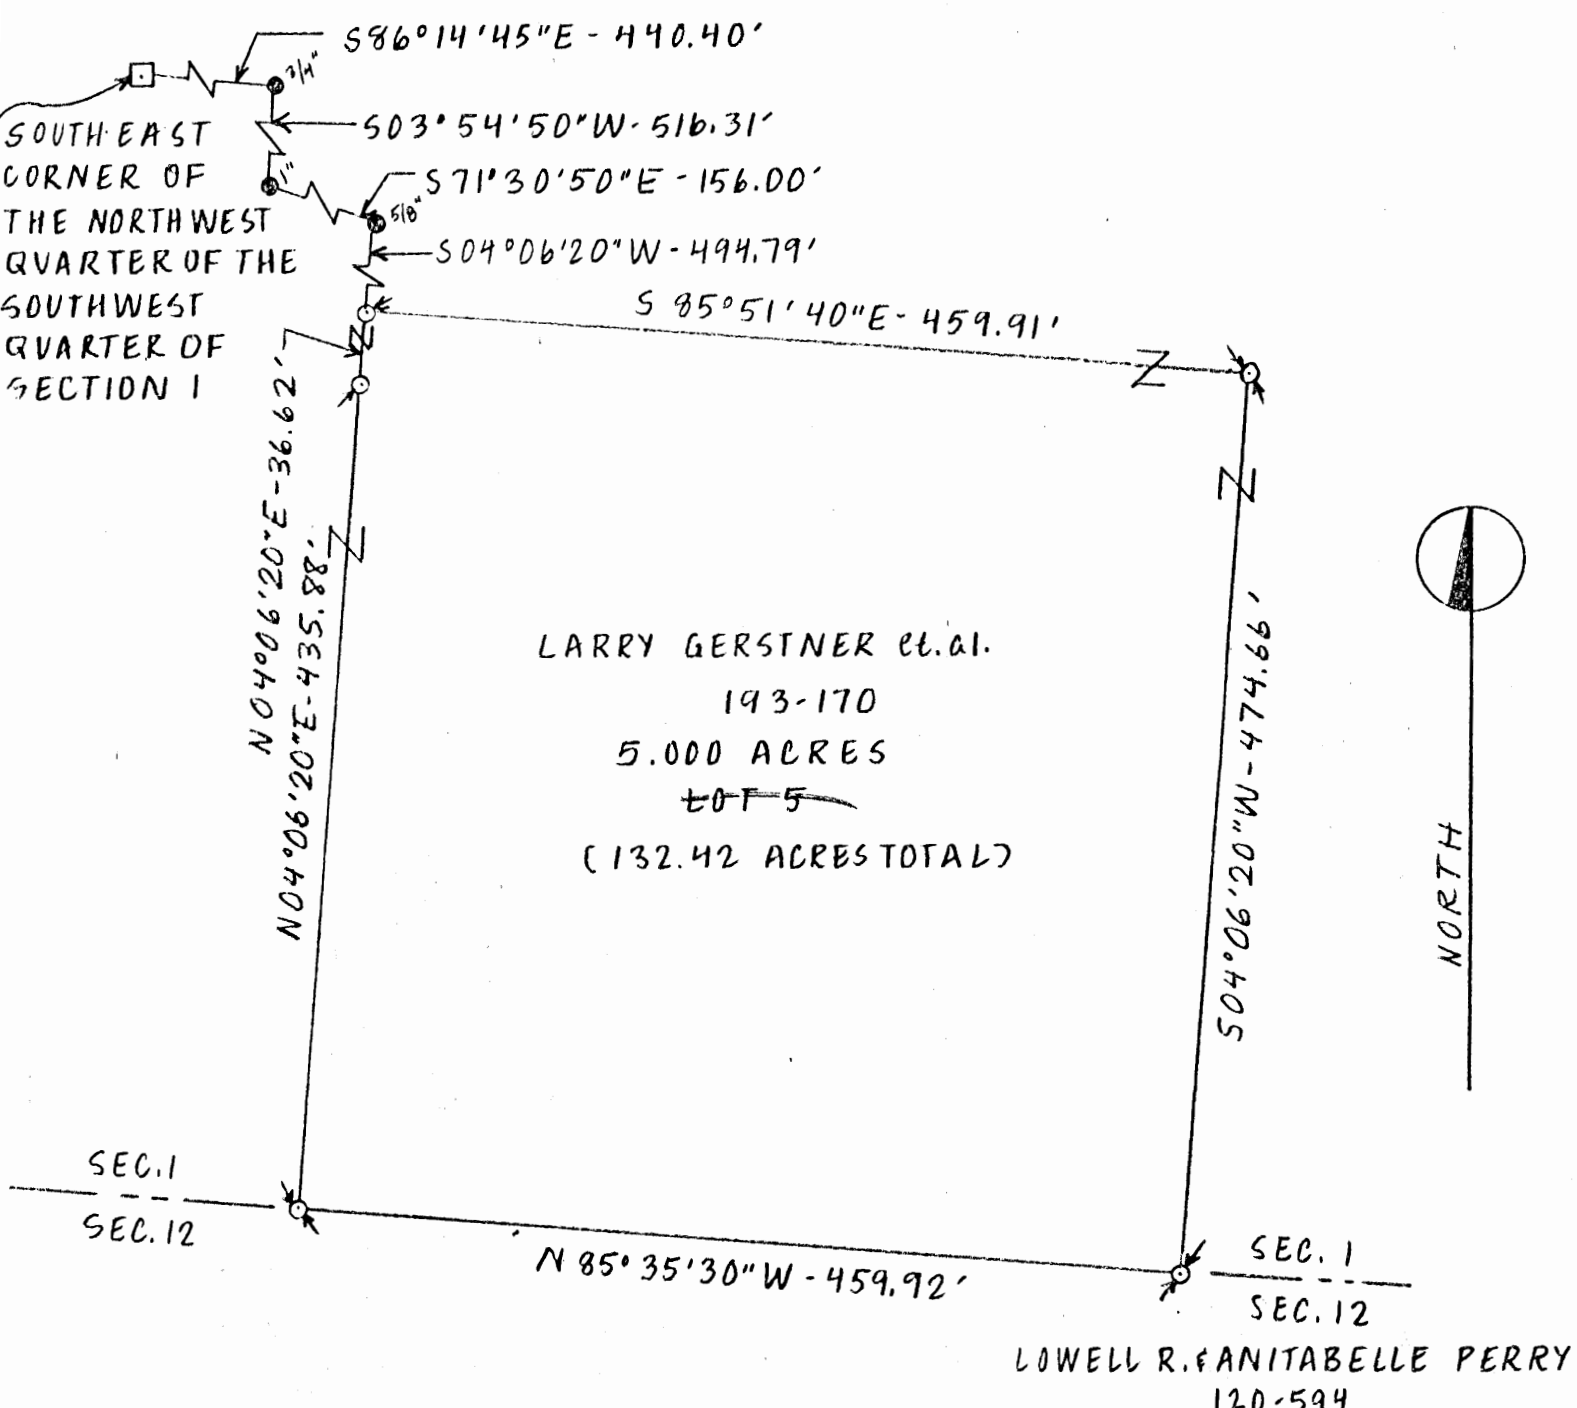 S86°14'45"E - 440.40'
3/4"
S03°54'50"W - 516.31'
SOUTHEAST
CORNER OF
THE NORTHWEST
QUARTER OF THE
SOUTHWEST
QUARTER OF
SECTION 1
1"
S71°30'50"E - 156.00'
5/8"
S04°06'20"W - 494.79'
S 85°51'40"E - 459.91'
N04°06'20"E - 36.62'
N04°06'20"E - 435.88'
LARRY GERSTNER et.al.
193-170
5.000 ACRES
LOT 5
(132.42 ACRES TOTAL)
S04°06'20"W - 474.66'
NORTH
SEC. 1
SEC. 12
N 85°35'30"W - 459.92'
SEC. 1
SEC. 12
LOWELL R. & ANITABELLE PERRY
120-594